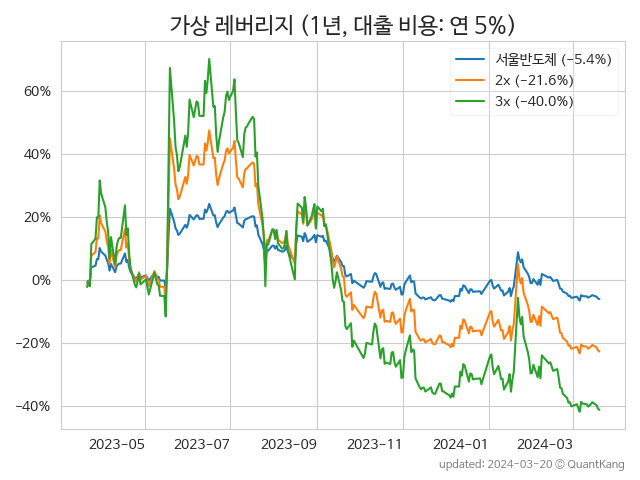 가상 레버리지 (1년, 대출 비용: 연 5%)
서울반도체 (−5.4%)
2x (−21.6%)
3x (−40.0%)
60%
40%
20%
0%
−20%
−40%
2023-05 2023-07 2023-09 2023-11 2024-01 2024-03
updated: 2024-03-20 © QuantKang